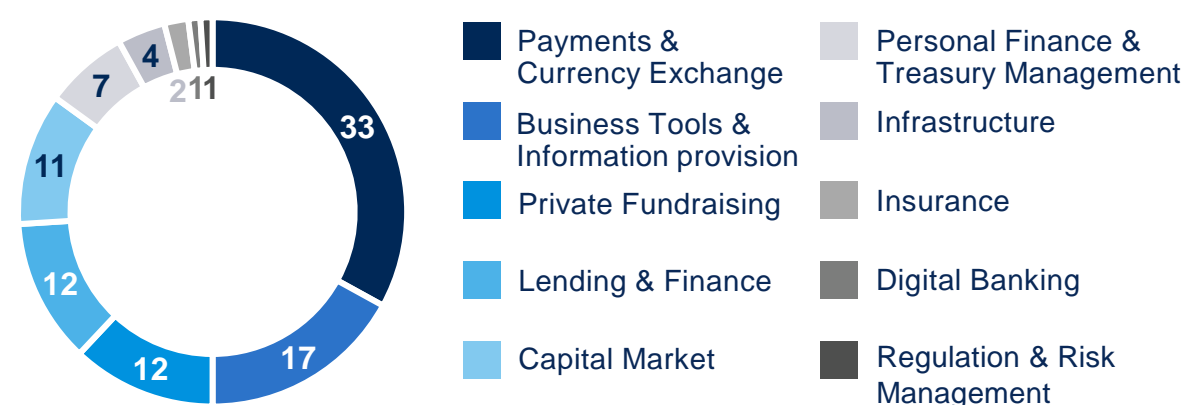 33
17
12
12
11
7
4
2
1
1
Payments &
Currency Exchange
Business Tools &
Information provision
Private Fundraising
Lending & Finance
Capital Market
Personal Finance &
Treasury Management
Infrastructure
Insurance
Digital Banking
Regulation & Risk
Management